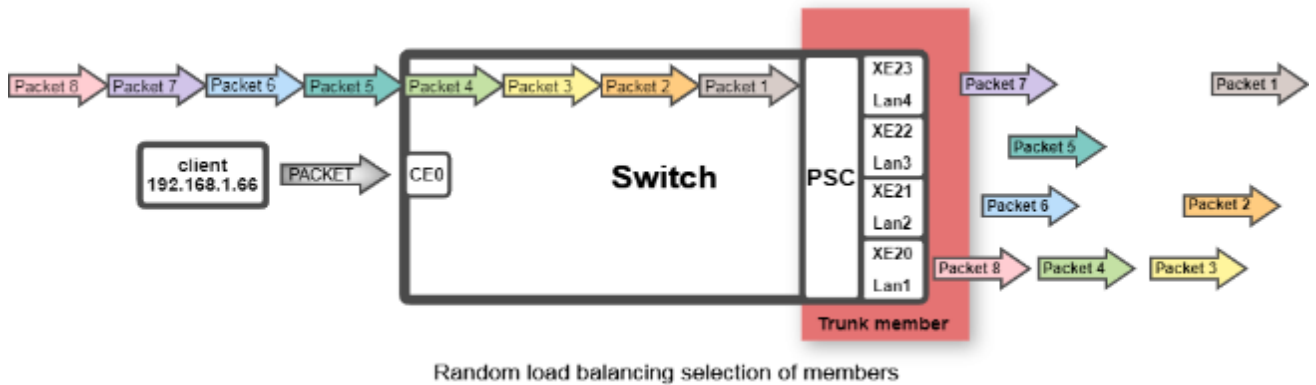 Packet 8
Packet 7
Packet 6
Packet 5
Packet 4
Packet 3
Packet 2
Packet 1
client
192.168.1.66
PACKET
CE0
Switch
PSC
XE23
Lan4
XE22
Lan3
XE21
Lan2
XE20
Lan1
Trunk member
Packet 7
Packet 1
Packet 5
Packet 6
Packet 2
Packet 8
Packet 4
Packet 3
Random load balancing selection of members